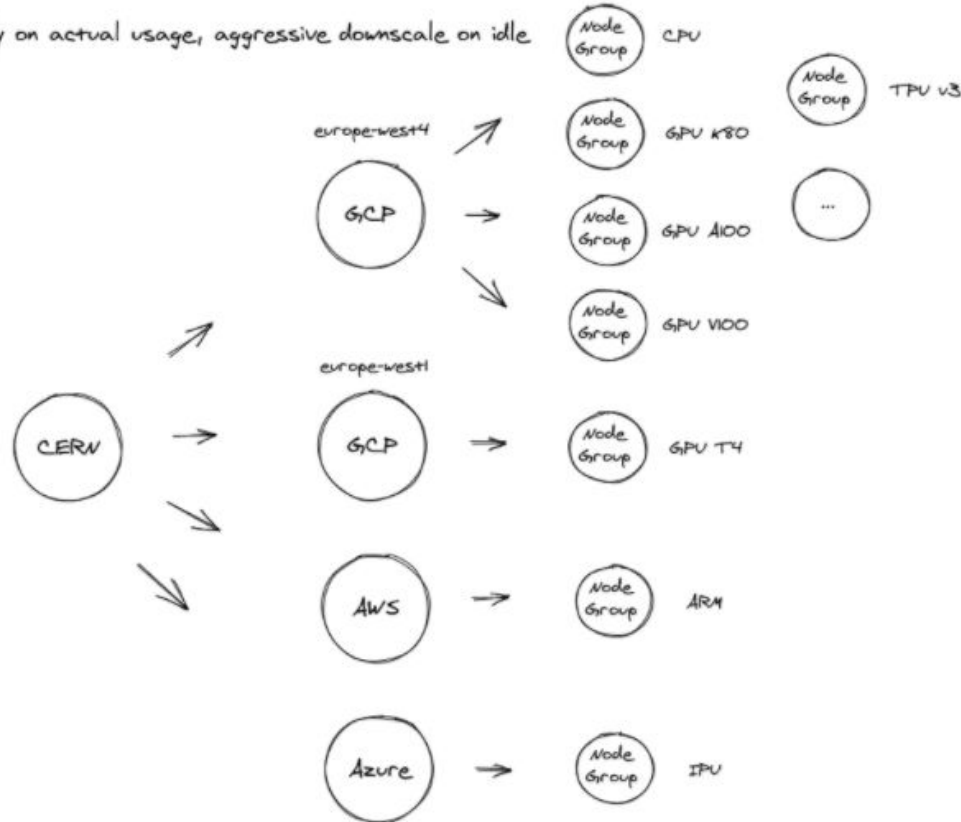 on actual usage, aggressive downscale on idle
Node
Group
CPU
Node
Group
TPU v3
europe-west4
GCP
Node
Group
GPU K80
...
Node
Group
GPU A100
Node
Group
GPU V100
europe-west1
CERN
GCP
Node
Group
GPU T4
AWS
Node
Group
ARM
Azure
Node
Group
IPU